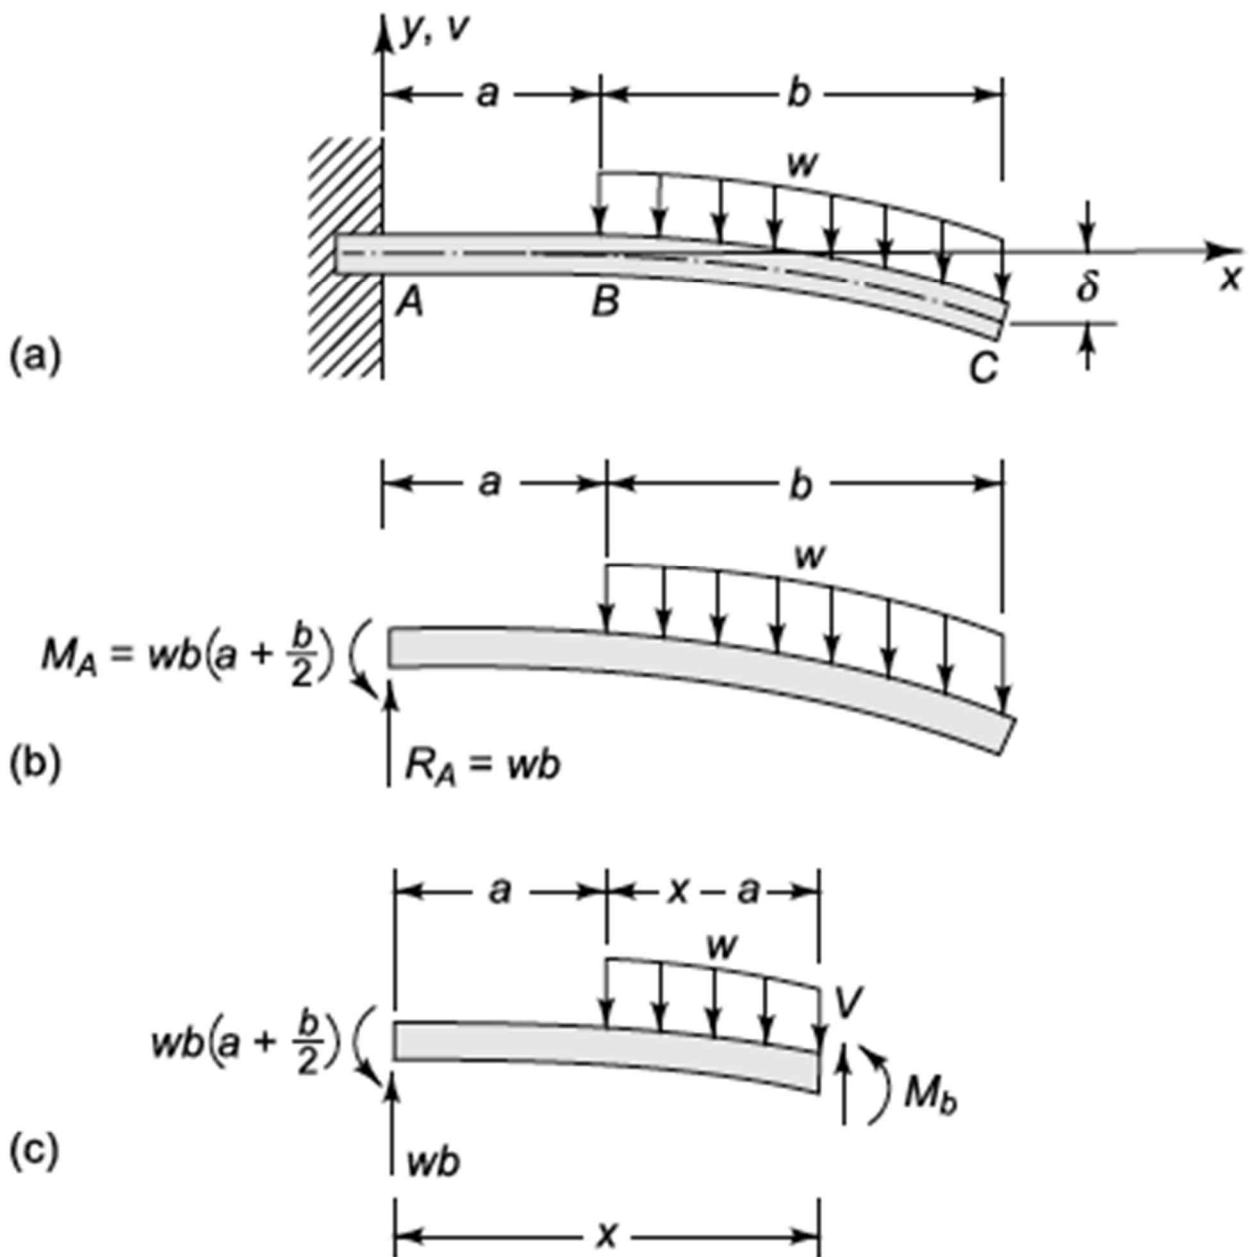 y, v
a b
w
A B
x
δ
C
(a)
a b
w
M_A = wb(a + b/2)
R_A = wb
(b)
a x – a
w
V
wb(a + b/2)
M_b
wb
(c)
x